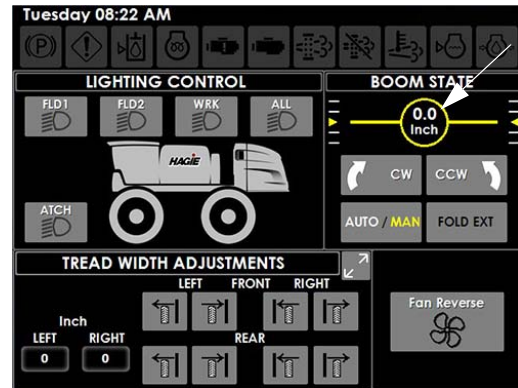 Tuesday 08:22 AM
(P)
LIGHTING CONTROL
FLD1 FLD2 WRK ALL
HAGIE
ATCH
BOOM STATE
0.0
Inch
CW CCW
AUTO / MAN FOLD EXT
TREAD WIDTH ADJUSTMENTS
LEFT FRONT RIGHT
Inch
LEFT RIGHT
REAR
0 0
Fan Reverse